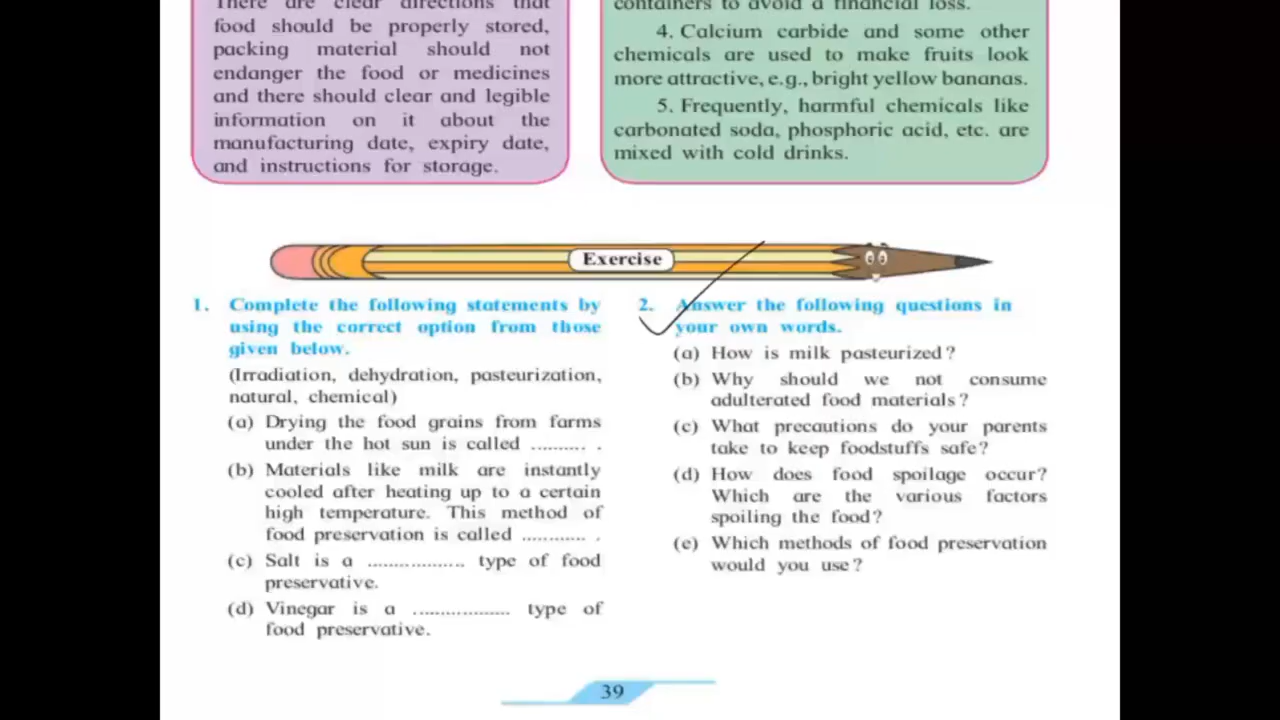 There are clear directions that
food should be properly stored,
packing material should not
endanger the food or medicines
and there should clear and legible
information on it about the
manufacturing date, expiry date,
and instructions for storage.
containers to avoid a financial loss.
4. Calcium carbide and some other
chemicals are used to make fruits look
more attractive, e.g., bright yellow bananas.
5. Frequently, harmful chemicals like
carbonated soda, phosphoric acid, etc. are
mixed with cold drinks.
Exercise
1. Complete the following statements by
using the correct option from those
given below.
(Irradiation, dehydration, pasteurization,
natural, chemical)
(a) Drying the food grains from farms
under the hot sun is called .......... .
(b) Materials like milk are instantly
cooled after heating up to a certain
high temperature. This method of
food preservation is called ............ .
(c) Salt is a .................. type of food
preservative.
(d) Vinegar is a .................. type of
food preservative.
2. Answer the following questions in
your own words.
(a) How is milk pasteurized?
(b) Why should we not consume
adulterated food materials?
(c) What precautions do your parents
take to keep foodstuffs safe?
(d) How does food spoilage occur?
Which are the various factors
spoiling the food?
(e) Which methods of food preservation
would you use?
39